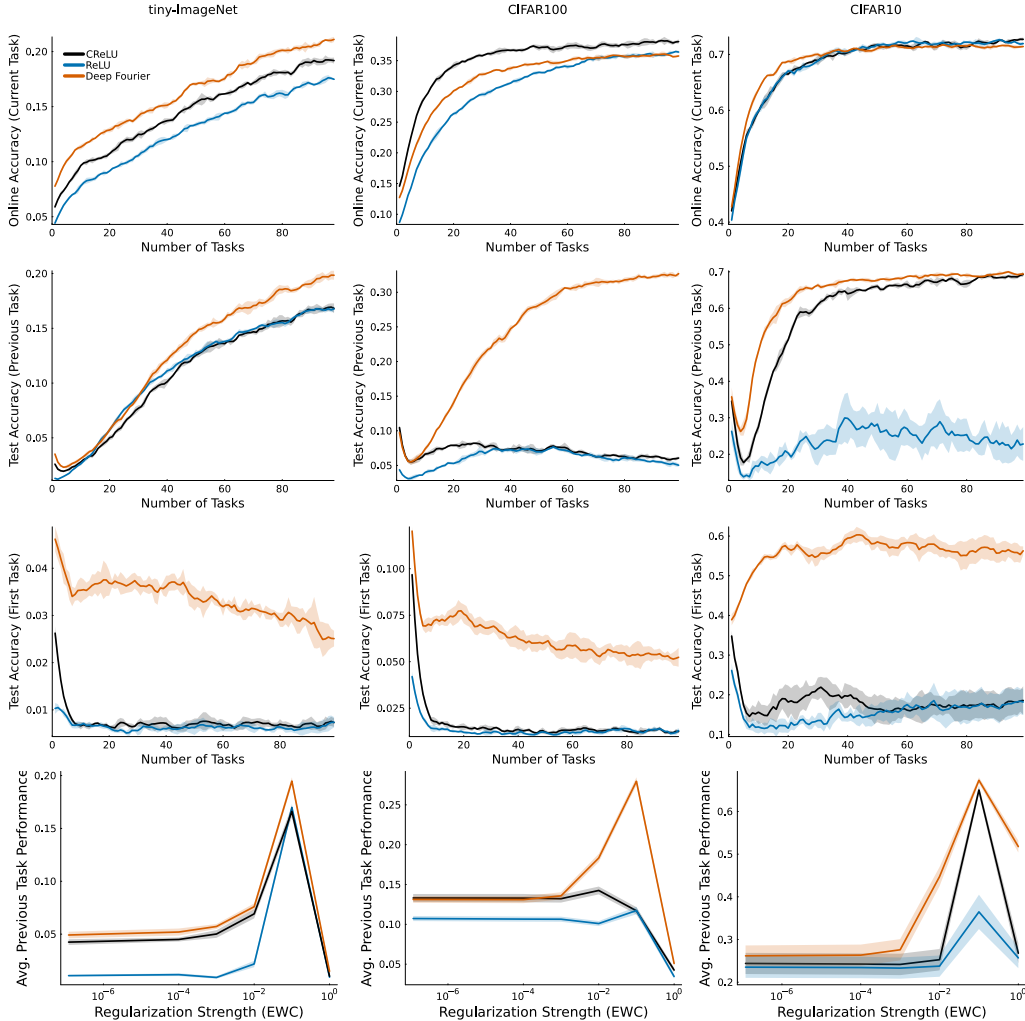 tiny-ImageNet
CIFAR100
CIFAR10
Online Accuracy (Current Task)
0.20
0.15
0.10
0.05
CReLU
ReLU
Deep Fourier
0 20 40 60 80
Number of Tasks
Online Accuracy (Current Task)
0.35
0.30
0.25
0.20
0.15
0.10
0 20 40 60 80
Number of Tasks
Online Accuracy (Current Task)
0.7
0.6
0.5
0.4
0 20 40 60 80
Number of Tasks
Test Accuracy (Previous Task)
0.20
0.15
0.10
0.05
0 20 40 60 80
Number of Tasks
Test Accuracy (Previous Task)
0.30
0.25
0.20
0.15
0.10
0.05
0 20 40 60 80
Number of Tasks
Test Accuracy (Previous Task)
0.7
0.6
0.5
0.4
0.3
0.2
0 20 40 60 80
Number of Tasks
Test Accuracy (First Task)
0.04
0.03
0.02
0.01
0 20 40 60 80
Number of Tasks
Test Accuracy (First Task)
0.100
0.075
0.050
0.025
0 20 40 60 80
Number of Tasks
Test Accuracy (First Task)
0.6
0.5
0.4
0.3
0.2
0.1
0 20 40 60 80
Number of Tasks
Avg. Previous Task Performance
0.20
0.15
0.10
0.05
10⁻⁶ 10⁻⁴ 10⁻² 10⁰
Regularization Strength (EWC)
Avg. Previous Task Performance
0.25
0.20
0.15
0.10
0.05
10⁻⁶ 10⁻⁴ 10⁻² 10⁰
Regularization Strength (EWC)
Avg. Previous Task Performance
0.6
0.5
0.4
0.3
0.2
10⁻⁶ 10⁻⁴ 10⁻² 10⁰
Regularization Strength (EWC)